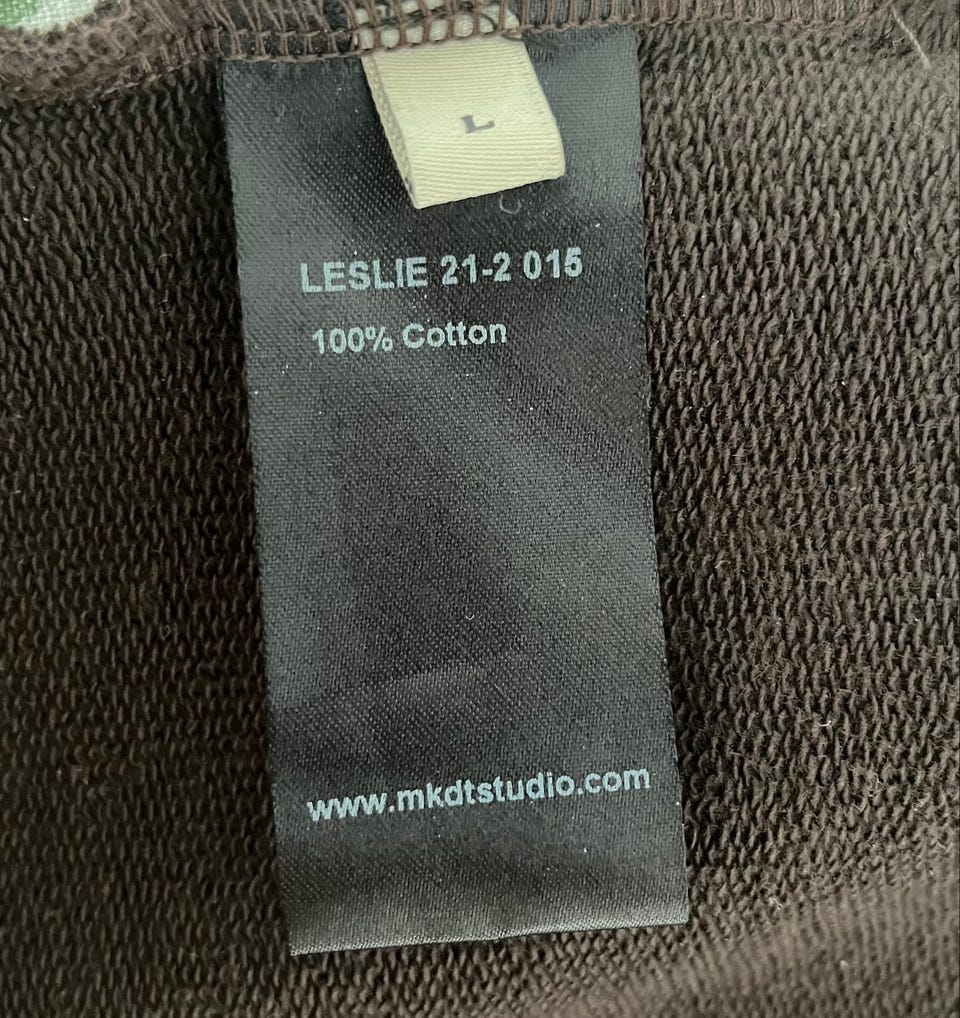 L
LESLIE 21-2 015
100% Cotton
www.mkdtstudio.com